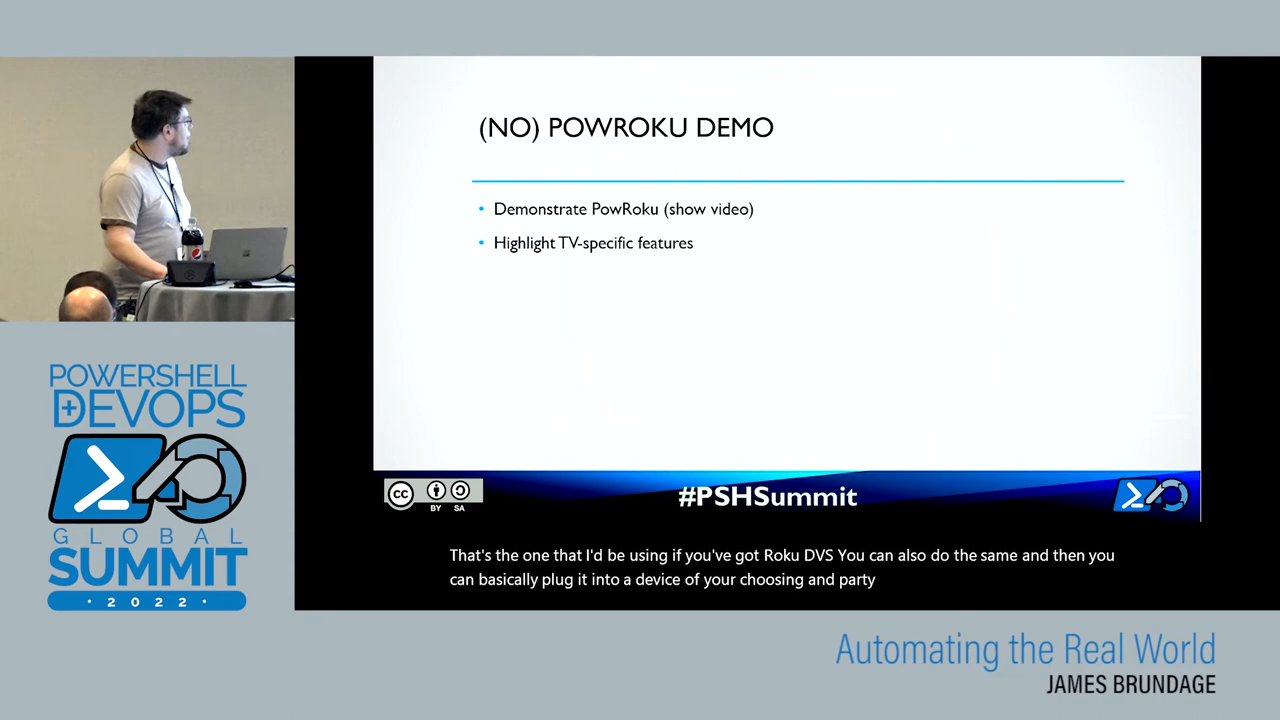 (NO) POWROKU DEMO
• Demonstrate PowRoku (show video)
• Highlight TV-specific features
cc
BY SA
#PSHSummit
That's the one that I'd be using if you've got Roku DVS You can also do the same and then you
can basically plug it into a device of your choosing and party
POWERSHELL
+DEVOPS
GLOBAL
SUMMIT
· 2022 ·
Automating the Real World
JAMES BRUNDAGE